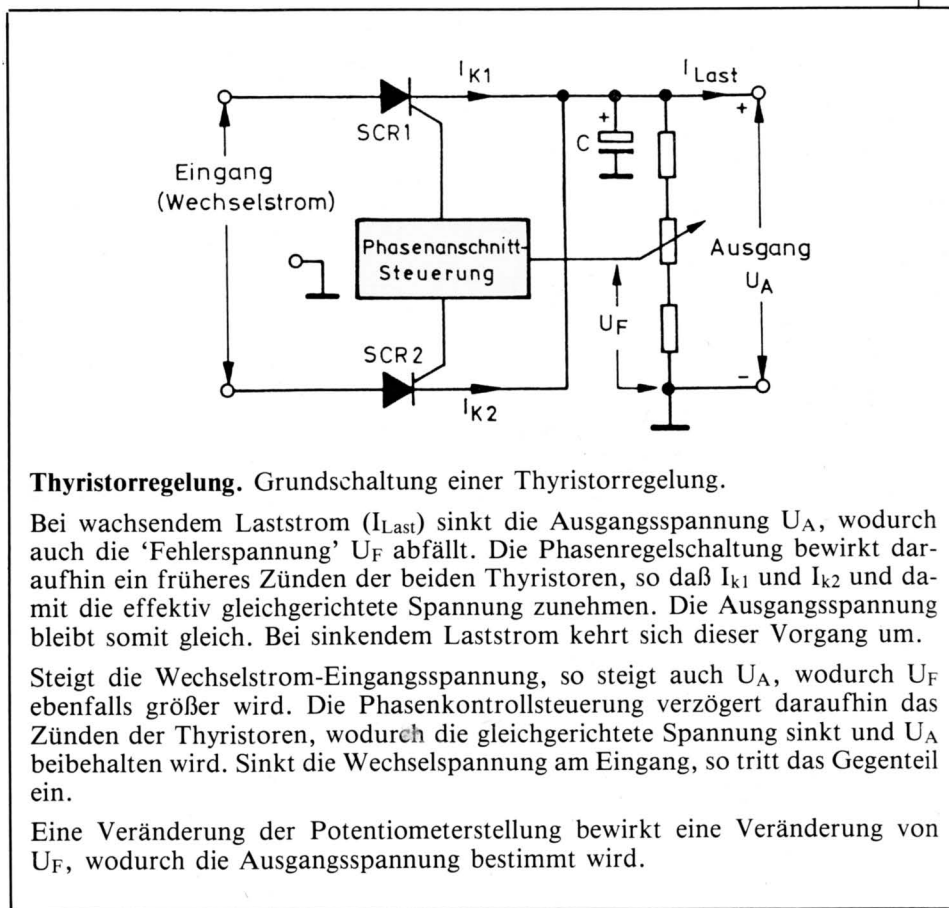 I_K1
I_Last
+
SCR1
+
C
Eingang
(Wechselstrom)
Phasenanschnitt-
Steuerung
Ausgang
U_A
U_F
SCR2
−
I_K2
Thyristorregelung. Grundschaltung einer Thyristorregelung.
Bei wachsendem Laststrom (I_Last) sinkt die Ausgangsspannung U_A, wodurch
auch die ‘Fehlerspannung’ U_F abfällt. Die Phasenregelschaltung bewirkt dar-
aufhin ein früheres Zünden der beiden Thyristoren, so daß I_k1 und I_k2 und da-
mit die effektiv gleichgerichtete Spannung zunehmen. Die Ausgangsspannung
bleibt somit gleich. Bei sinkendem Laststrom kehrt sich dieser Vorgang um.
Steigt die Wechselstrom-Eingangsspannung, so steigt auch U_A, wodurch U_F
ebenfalls größer wird. Die Phasenkontrollsteuerung verzögert daraufhin das
Zünden der Thyristoren, wodurch die gleichgerichtete Spannung sinkt und U_A
beibehalten wird. Sinkt die Wechselspannung am Eingang, so tritt das Gegenteil
ein.
Eine Veränderung der Potentiometerstellung bewirkt eine Veränderung von
U_F, wodurch die Ausgangsspannung bestimmt wird.